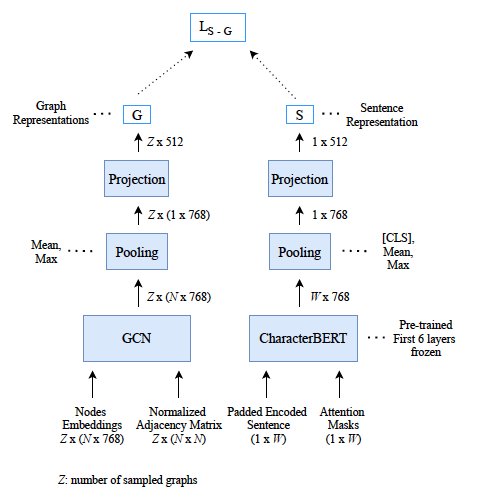 L S - G
Graph
Representations
G
S
Sentence
Representation
Z x 512
1 x 512
Projection
Projection
Z x (1 x 768)
1 x 768
Mean,
Max
Pooling
Pooling
[CLS],
Mean,
Max
Z x (N x 768)
W x 768
GCN
CharacterBERT
Pre-trained
First 6 layers
frozen
Nodes
Embeddings
Z x (N x 768)
Normalized
Adjacency Matrix
Z x (N x N)
Padded Encoded
Sentence
(1 x W)
Attention
Masks
(1 x W)
Z: number of sampled graphs